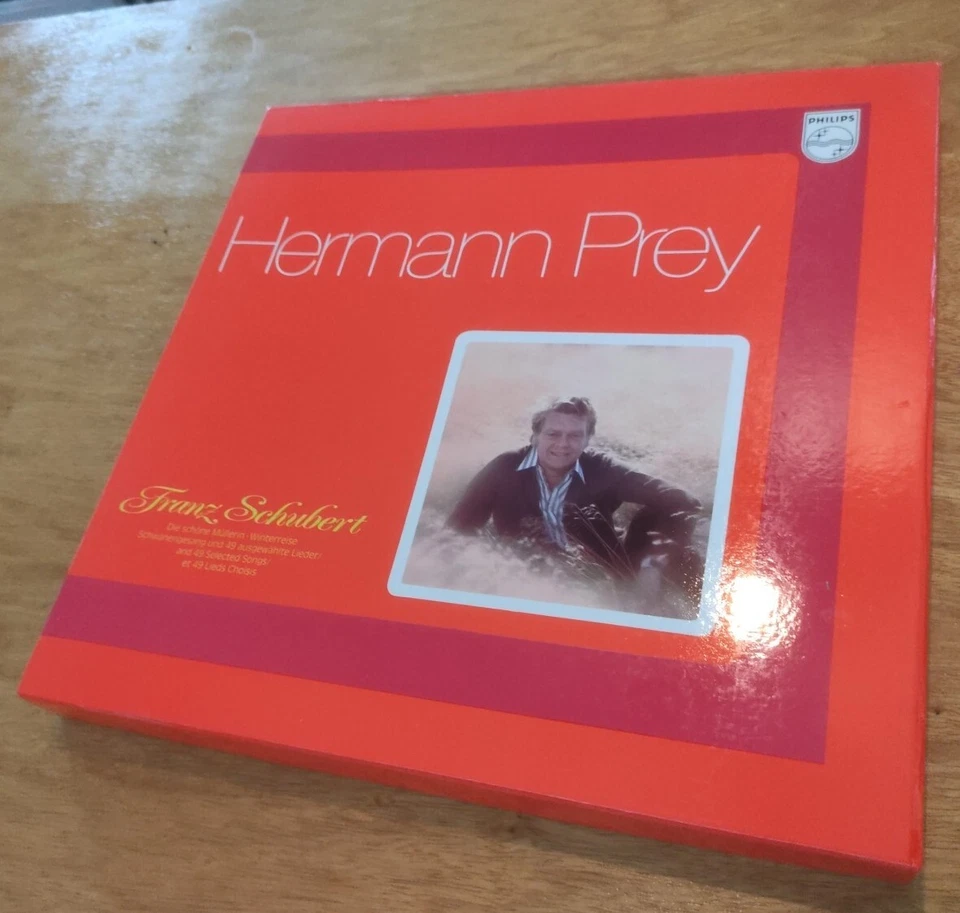 PHILIPS
Hermann Prey
Franz Schubert
Die schöne Müllerin · Winterreise
Schwanengesang und 49 ausgewählte Lieder/
and 49 Selected Songs/
et 49 Lieds Choisis